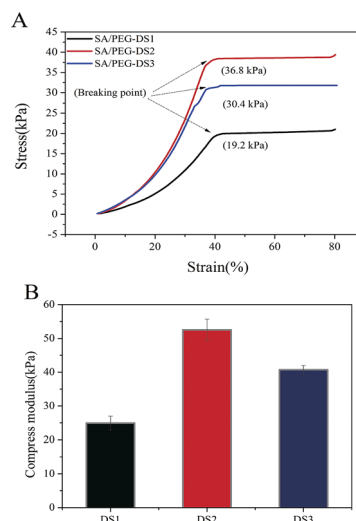 A
SA/PEG-DS1
SA/PEG-DS2
SA/PEG-DS3
(Breaking point)
(36.8 kPa)
(30.4 kPa)
(19.2 kPa)
Stress(kPa)
45
40
35
30
25
20
15
10
5
0
-5
0
20
40
60
80
Strain(%)
B
Compress modulus(kPa)
60
50
40
30
20
10
0
DS1
DS2
DS3